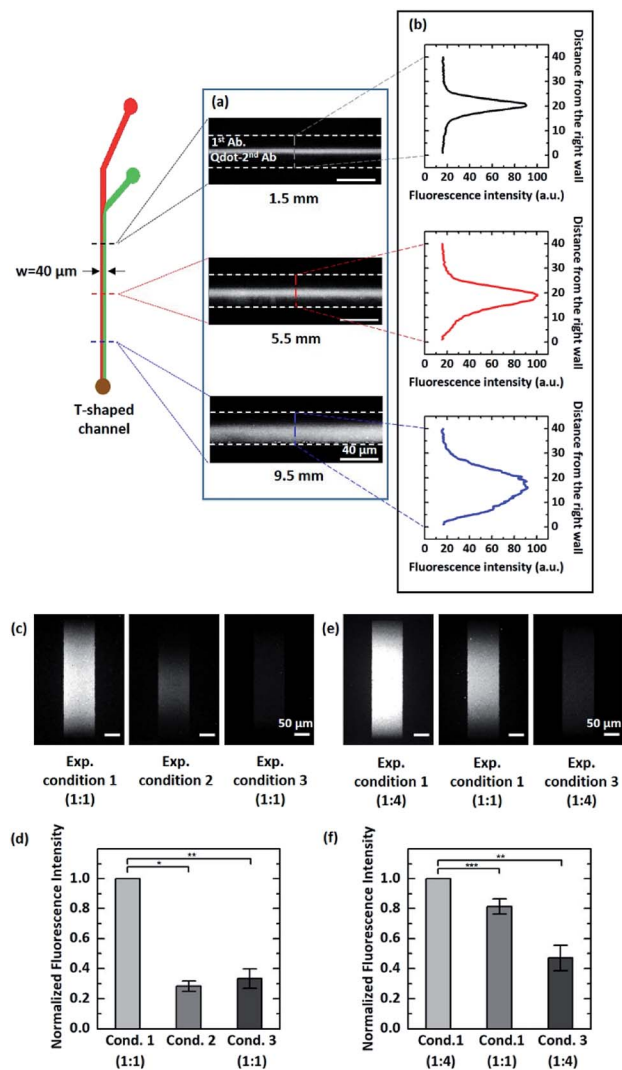 (a)
(b)
1st Ab.
Qdot-2nd Ab
1.5 mm
w=40 µm
5.5 mm
T-shaped
channel
40 µm
9.5 mm
40
30
20
10
0
0 20 40 60 80 100
Fluorescence intensity (a.u.)
Distance from the right wall
40
30
20
10
0
0 20 40 60 80 100
Fluorescence intensity (a.u.)
Distance from the right wall
40
30
20
10
0
0 20 40 60 80 100
Fluorescence intensity (a.u.)
Distance from the right wall
(c)
50 µm
Exp.
condition 1
(1:1)
Exp.
condition 2
Exp.
condition 3
(1:1)
(e)
50 µm
Exp.
condition 1
(1:4)
Exp.
condition 1
(1:1)
Exp.
condition 3
(1:4)
(d)
Normalized Fluorescence Intensity
1.0
0.8
0.6
0.4
0.2
0.0
**
*
Cond. 1
(1:1)
Cond. 2
Cond. 3
(1:1)
(f)
Normalized Fluorescence Intensity
1.0
0.8
0.6
0.4
0.2
0.0
**
***
Cond. 1
(1:4)
Cond.1
(1:1)
Cond. 3
(1:4)